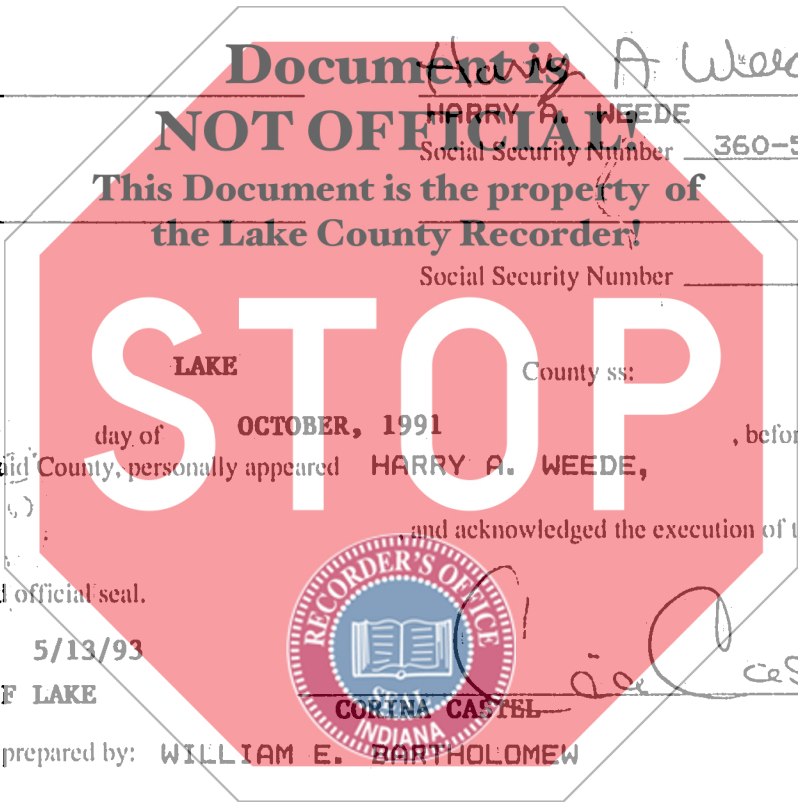 Document is
NOT OFFICIAL!
This Document is the property of
the Lake County Recorder!
STOP
Harry A
HARRY A. WEEDE
Social Security Number 360-5
Social Security Number
LAKE County ss:
day of OCTOBER, 1991 , befor
aid County, personally appeared HARRY A. WEEDE,
, and acknowledged the execution of t
official seal.
5/13/93
F LAKE
RECORDER'S OFFICE
SEAL
INDIANA
CORINA CASTEL
prepared by: WILLIAM E. BARTHOLOMEW